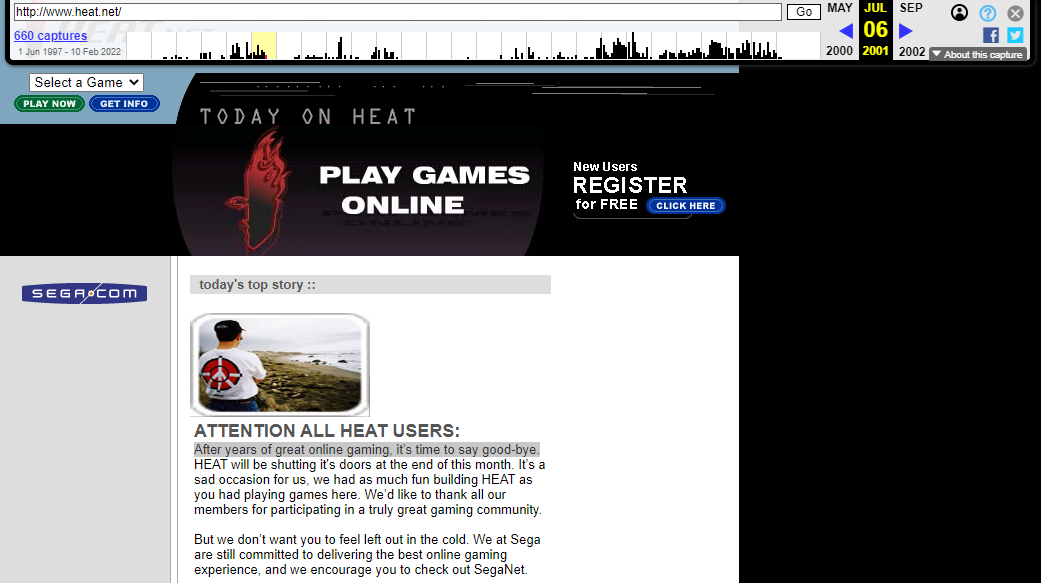 http://www.heat.net/
Go
MAY
JUL
SEP
660 captures
06
1 Jun 1997 - 10 Feb 2022
2000
2001
2002
About this capture
Select a Game
PLAY NOW
GET INFO
TODAY ON HEAT
PLAY GAMES
ONLINE
New Users
REGISTER
for FREE
CLICK HERE
SEGA COM
today's top story ::
ATTENTION ALL HEAT USERS:
After years of great online gaming, it's time to say good-bye.
HEAT will be shutting it's doors at the end of this month. It's a
sad occasion for us, we had as much fun building HEAT as
you had playing games here. We'd like to thank all our
members for participating in a truly great gaming community.
But we don't want you to feel left out in the cold. We at Sega
are still committed to delivering the best online gaming
experience, and we encourage you to check out SegaNet.